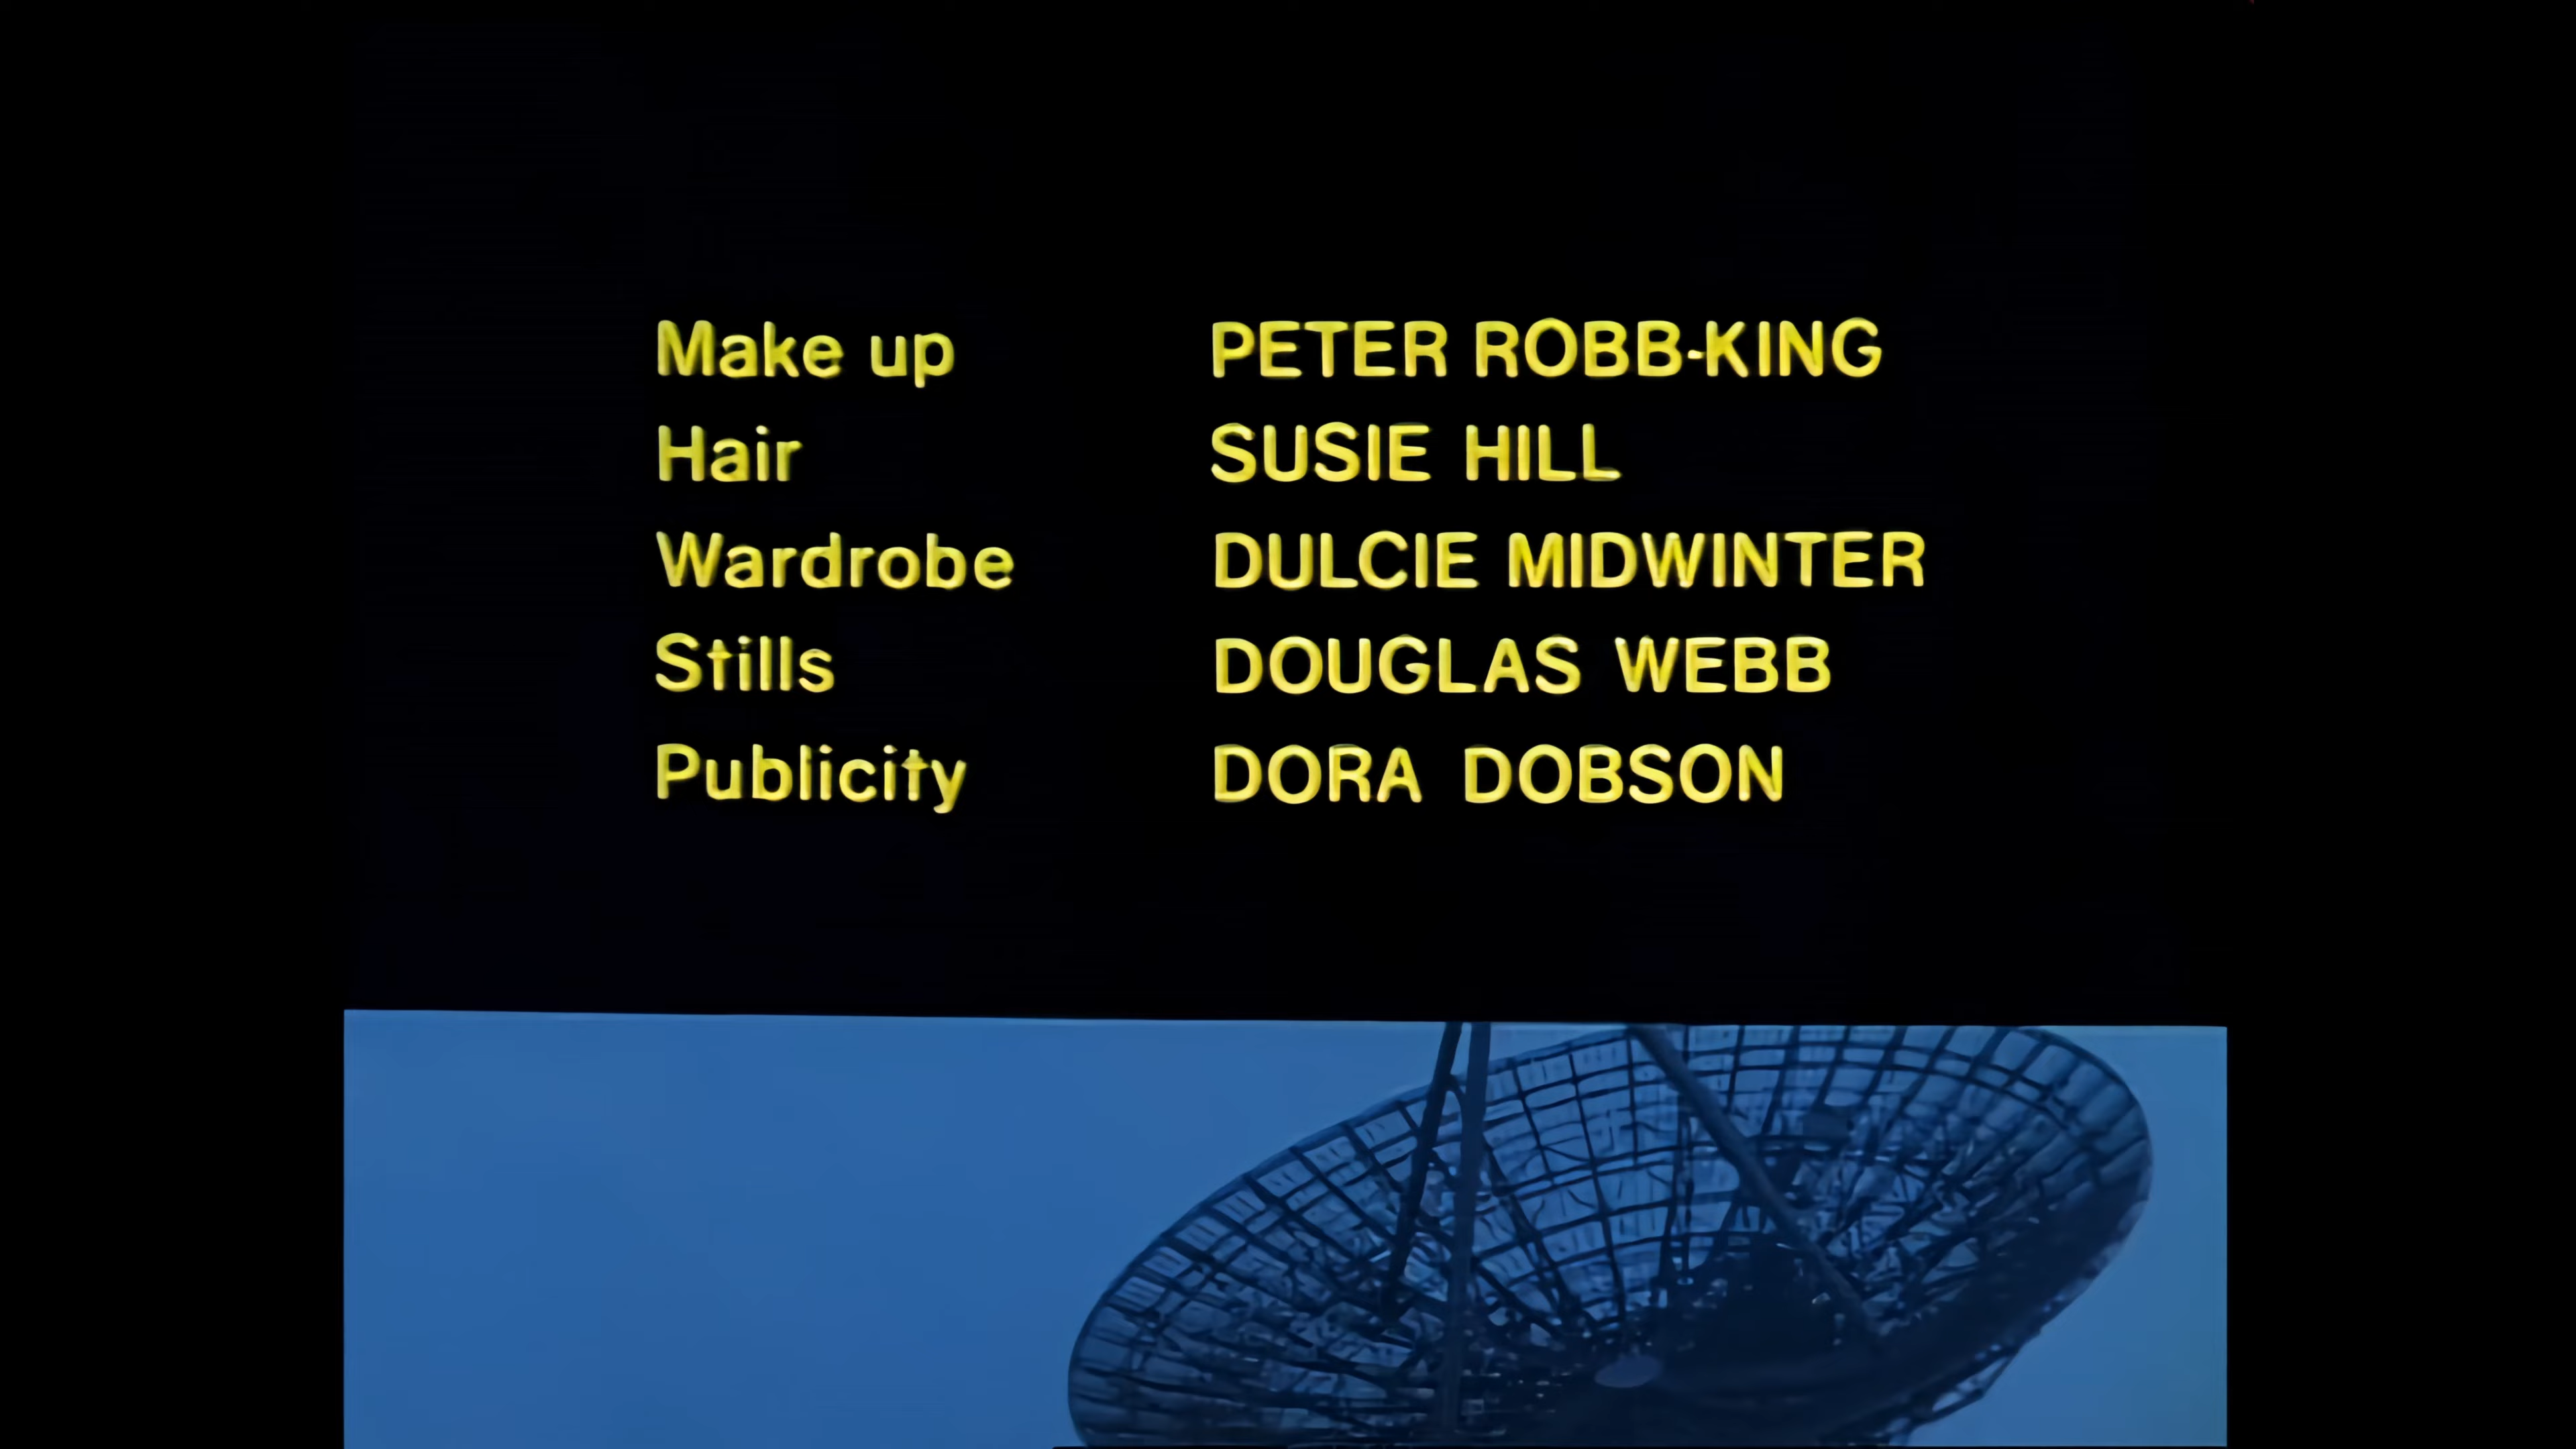 Make up PETER ROBB-KING
Hair SUSIE HILL
Wardrobe DULCIE MIDWINTER
Stills DOUGLAS WEBB
Publicity DORA DOBSON